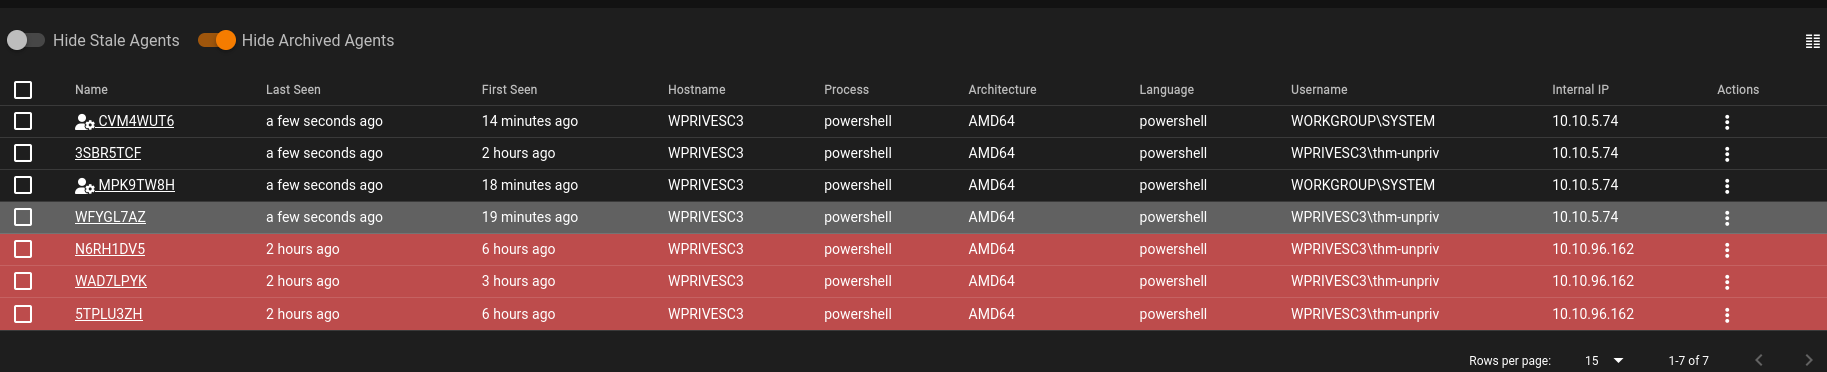 Hide Stale Agents Hide Archived Agents
Name Last Seen First Seen Hostname Process Architecture Language Username Internal IP Actions
CVM4WUT6 a few seconds ago 14 minutes ago WPRIVESC3 powershell AMD64 powershell WORKGROUP\SYSTEM 10.10.5.74
3SBR5TCF a few seconds ago 2 hours ago WPRIVESC3 powershell AMD64 powershell WPRIVESC3\thm-unpriv 10.10.5.74
MPK9TW8H a few seconds ago 18 minutes ago WPRIVESC3 powershell AMD64 powershell WORKGROUP\SYSTEM 10.10.5.74
WFYGL7AZ a few seconds ago 19 minutes ago WPRIVESC3 powershell AMD64 powershell WPRIVESC3\thm-unpriv 10.10.5.74
N6RH1DV5 2 hours ago 6 hours ago WPRIVESC3 powershell AMD64 powershell WPRIVESC3\thm-unpriv 10.10.96.162
WAD7LPYK 2 hours ago 3 hours ago WPRIVESC3 powershell AMD64 powershell WPRIVESC3\thm-unpriv 10.10.96.162
5TPLU3ZH 2 hours ago 6 hours ago WPRIVESC3 powershell AMD64 powershell WPRIVESC3\thm-unpriv 10.10.96.162
Rows per page: 15 1-7 of 7